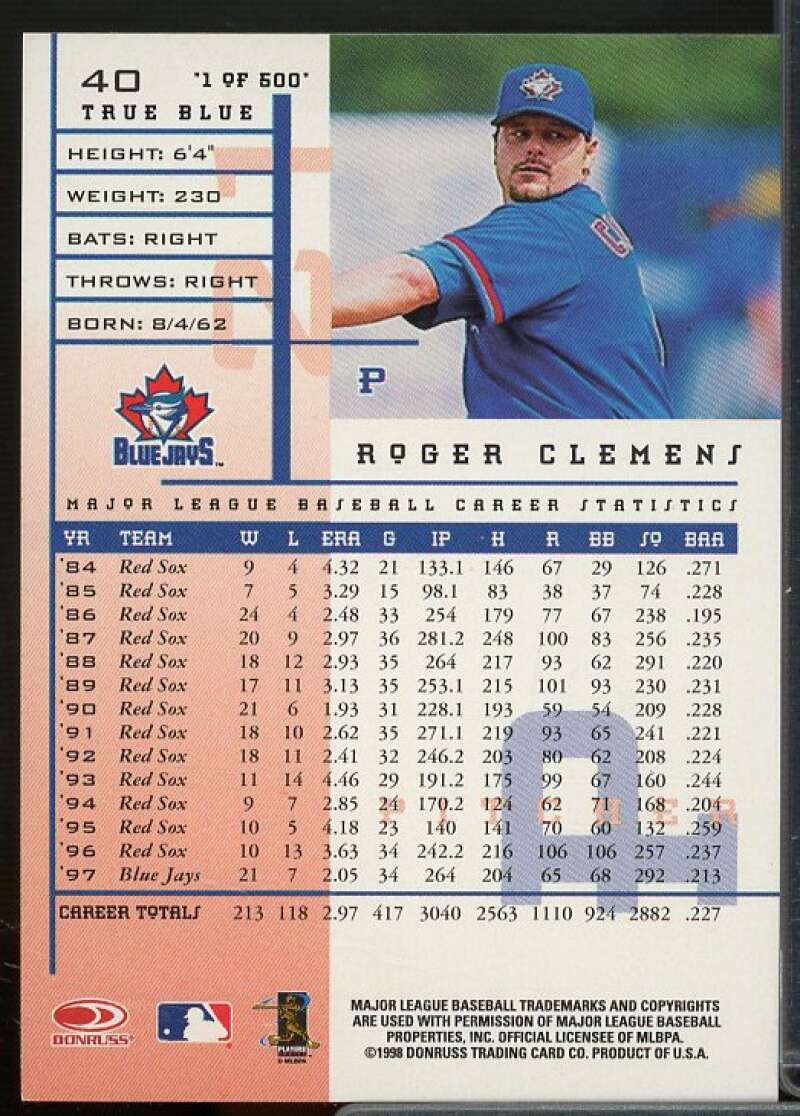 40 "1 OF 500"
TRUE BLUE
HEIGHT: 6'4"
WEIGHT: 230
BATS: RIGHT
THROWS: RIGHT
BORN: 8/4/62
21
P
BLUE JAYS™
ROGER CLEMENS
MAJOR LEAGUE BASEBALL CAREER STATISTICS
YR TEAM W L ERA G IP H R BB SO BAA
'84 Red Sox 9 4 4.32 21 133.1 146 67 29 126 .271
'85 Red Sox 7 5 3.29 15 98.1 83 38 37 74 .228
'86 Red Sox 24 4 2.48 33 254 179 77 67 238 .195
'87 Red Sox 20 9 2.97 36 281.2 248 100 83 256 .235
'88 Red Sox 18 12 2.93 35 264 217 93 62 291 .220
'89 Red Sox 17 11 3.13 35 253.1 215 101 93 230 .231
'90 Red Sox 21 6 1.93 31 228.1 193 59 54 209 .228
'91 Red Sox 18 10 2.62 35 271.1 219 93 65 241 .221
'92 Red Sox 18 11 2.41 32 246.2 203 80 62 208 .224
'93 Red Sox 11 14 4.46 29 191.2 175 99 67 160 .244
'94 Red Sox 9 7 2.85 24 170.2 124 62 71 168 .204
'95 Red Sox 10 5 4.18 23 140 141 70 60 132 .259
'96 Red Sox 10 13 3.63 34 242.2 216 106 106 257 .237
'97 Blue Jays 21 7 2.05 34 264 204 65 68 292 .213
PITCHER
CAREER TOTALS 213 118 2.97 417 3040 2563 1110 924 2882 .227
DONRUSS
PLAYERS
© MLBPA
MAJOR LEAGUE BASEBALL TRADEMARKS AND COPYRIGHTS
ARE USED WITH PERMISSION OF MAJOR LEAGUE BASEBALL
PROPERTIES, INC. OFFICIAL LICENSEE OF MLBPA.
©1998 DONRUSS TRADING CARD CO. PRODUCT OF U.S.A.